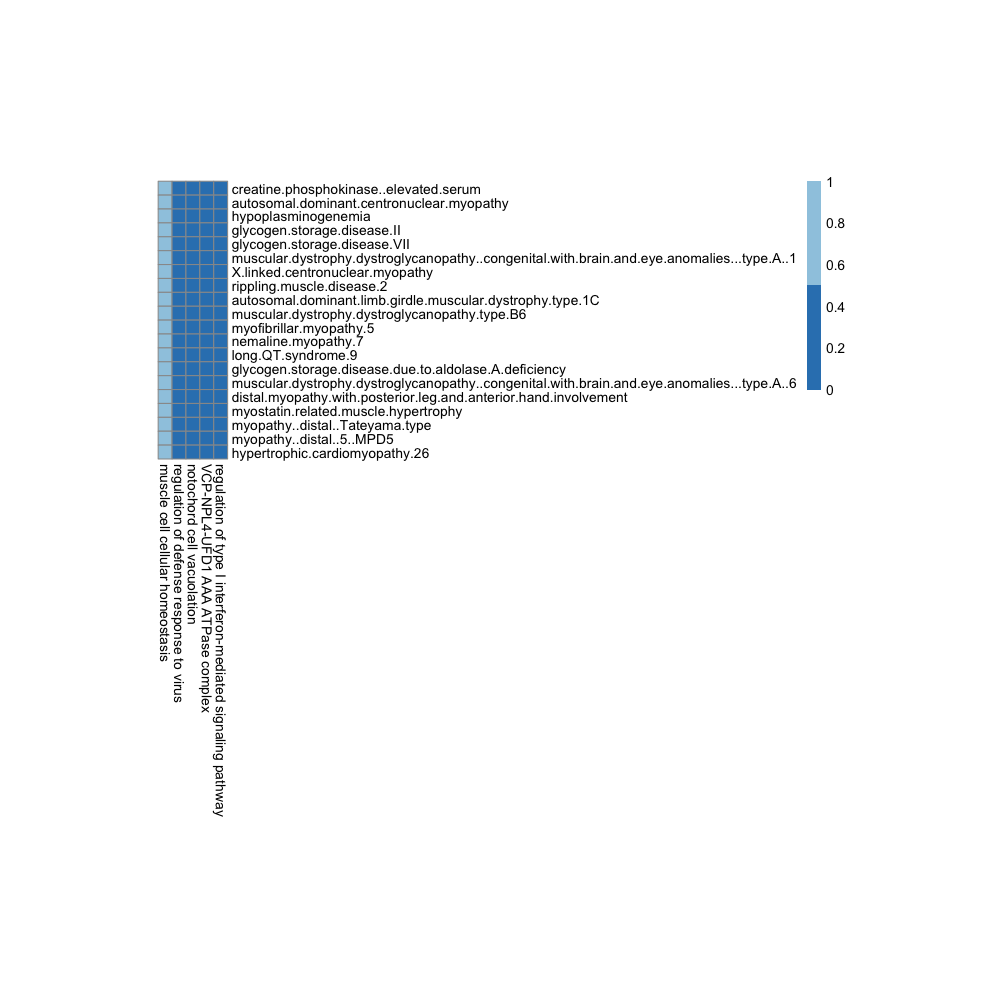 creatine.phosphokinase..elevated.serum
autosomal.dominant.centronuclear.myopathy
hypoplasminogenemia
glycogen.storage.disease.II
glycogen.storage.disease.VII
muscular.dystrophy.dystroglycanopathy..congenital.with.brain.and.eye.anomalies...type.A..1
X.linked.centronuclear.myopathy
rippling.muscle.disease.2
autosomal.dominant.limb.girdle.muscular.dystrophy.type.1C
muscular.dystrophy.dystroglycanopathy.type.B6
myofibrillar.myopathy.5
nemaline.myopathy.7
long.QT.syndrome.9
glycogen.storage.disease.due.to.aldolase.A.deficiency
muscular.dystrophy.dystroglycanopathy..congenital.with.brain.and.eye.anomalies...type.A..6
distal.myopathy.with.posterior.leg.and.anterior.hand.involvement
myostatin.related.muscle.hypertrophy
myopathy..distal..Tateyama.type
myopathy..distal..5..MPD5
hypertrophic.cardiomyopathy.26
1
0.8
0.6
0.4
0.2
0
muscle cell cellular homeostasis
regulation of defense response to virus
notochord cell vacuolation
VCP-NPL4-UFD1 AAA ATPase complex
regulation of type I interferon-mediated signaling pathway